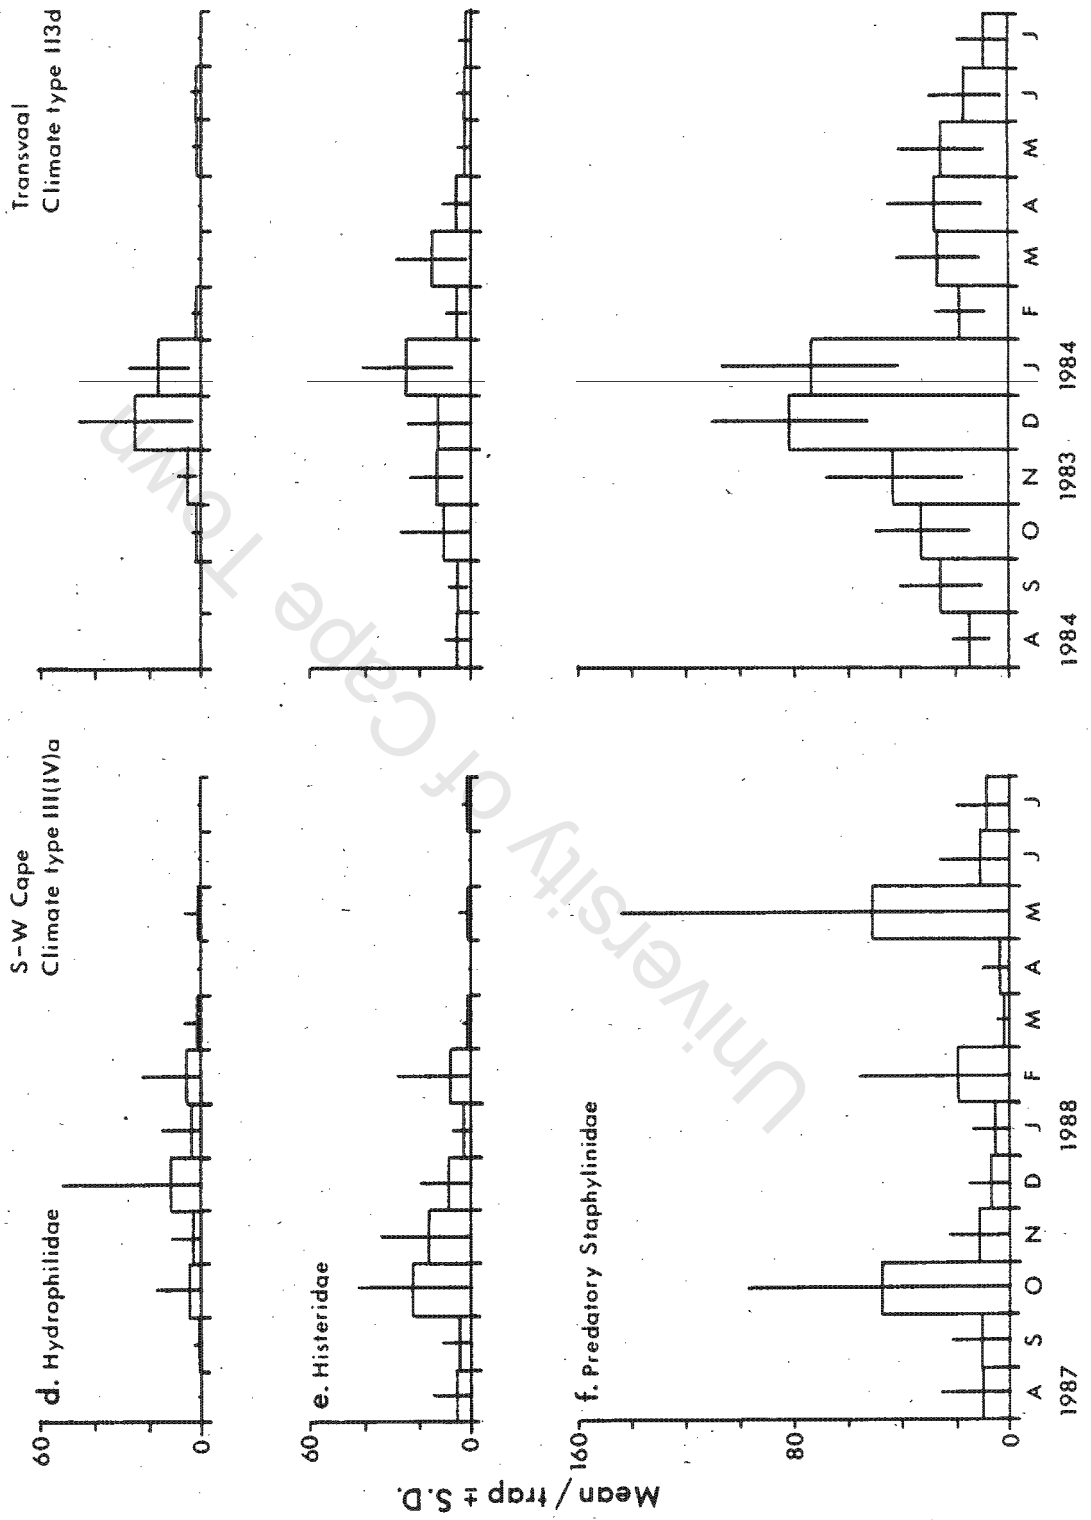 S-W Cape
Climate type III(IV)a
Transvaal
Climate type II3d
d. Hydrophilidae
60
0
e. Histeridae
60
0
f. Predatory Staphylinidae
160
80
0
Mean / trap ± S.D.
A S O N D J F M A M J J
1987 1988
A S O N D J F M A M J J
1984 1983 1984
University of Cape Town